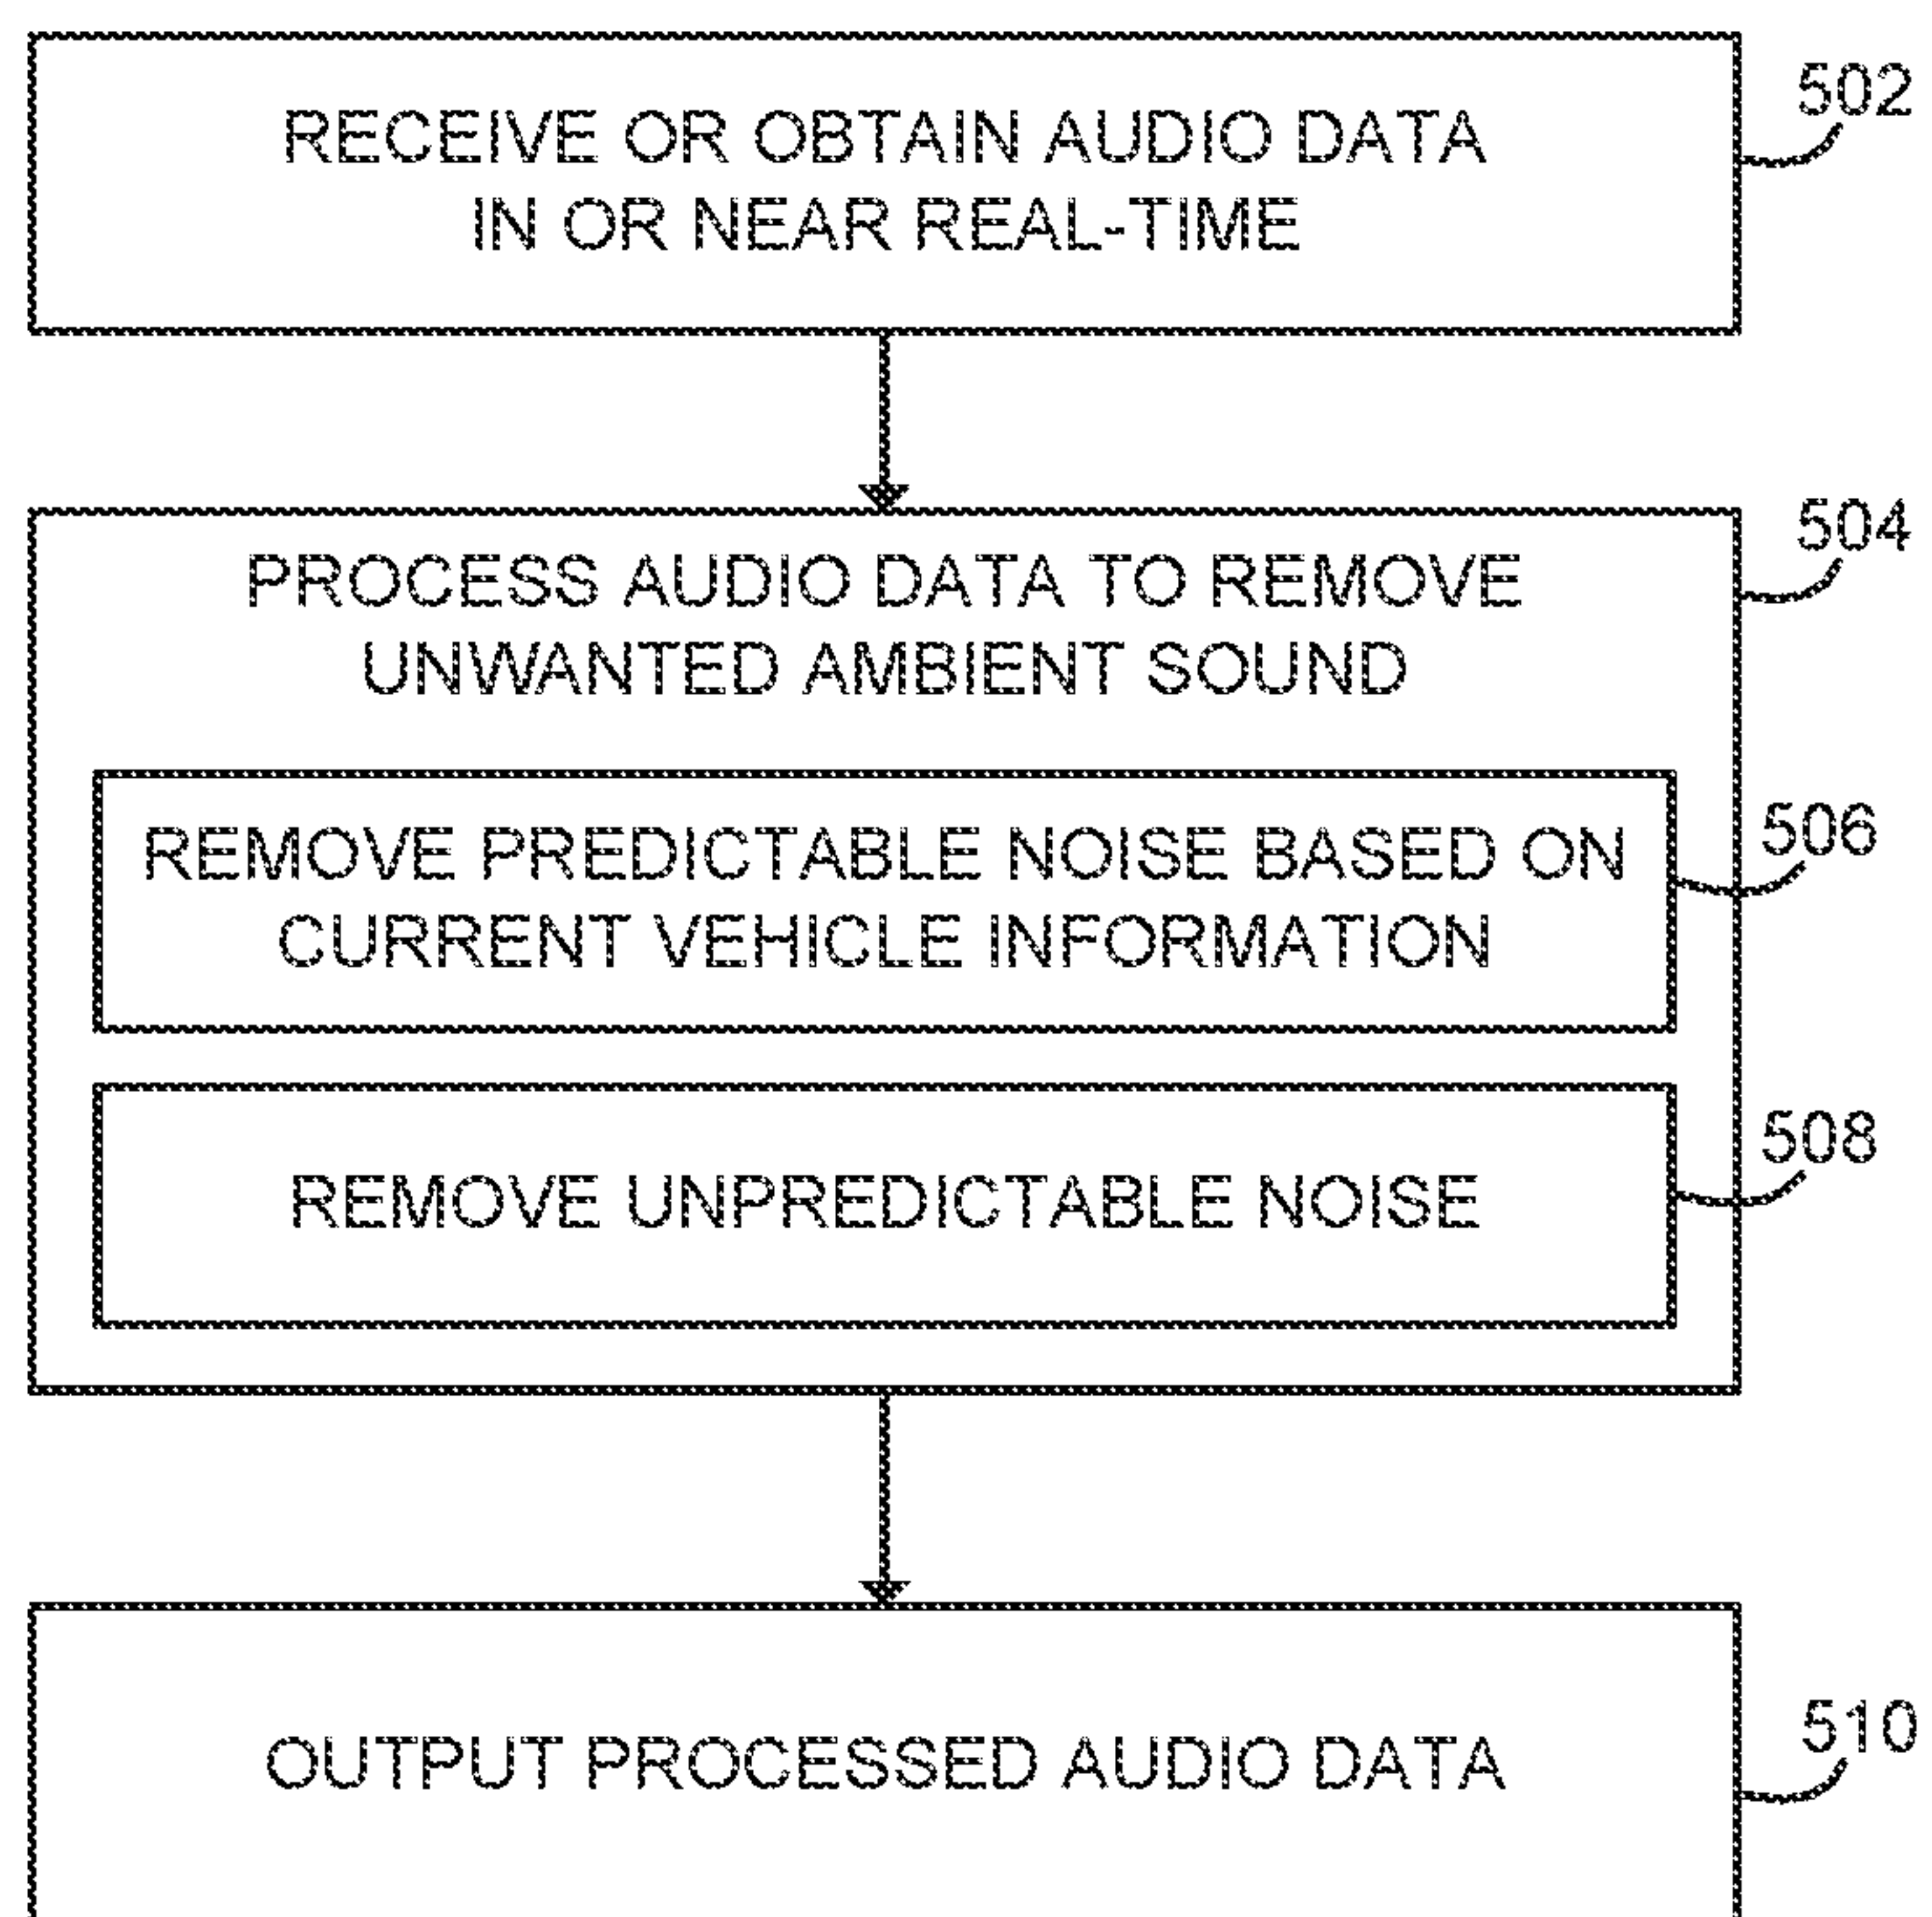 RECEIVE OR OBTAIN AUDIO DATA
IN OR NEAR REAL-TIME
502
PROCESS AUDIO DATA TO REMOVE
UNWANTED AMBIENT SOUND
504
REMOVE PREDICTABLE NOISE BASED ON
CURRENT VEHICLE INFORMATION
506
REMOVE UNPREDICTABLE NOISE
508
OUTPUT PROCESSED AUDIO DATA
510